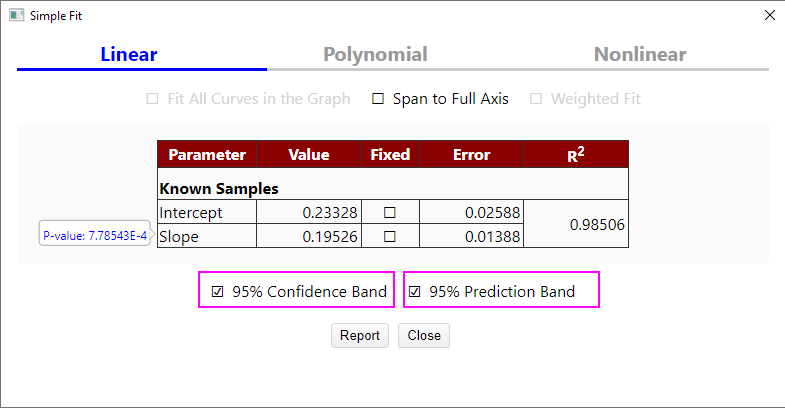 Simple Fit
Linear Polynomial Nonlinear
Fit All Curves in the Graph Span to Full Axis Weighted Fit
Parameter Value Fixed Error R²
Known Samples
Intercept 0.23328 0.02588
0.98506
P-value: 7.78543E-4 Slope 0.19526 0.01388
95% Confidence Band 95% Prediction Band
Report Close